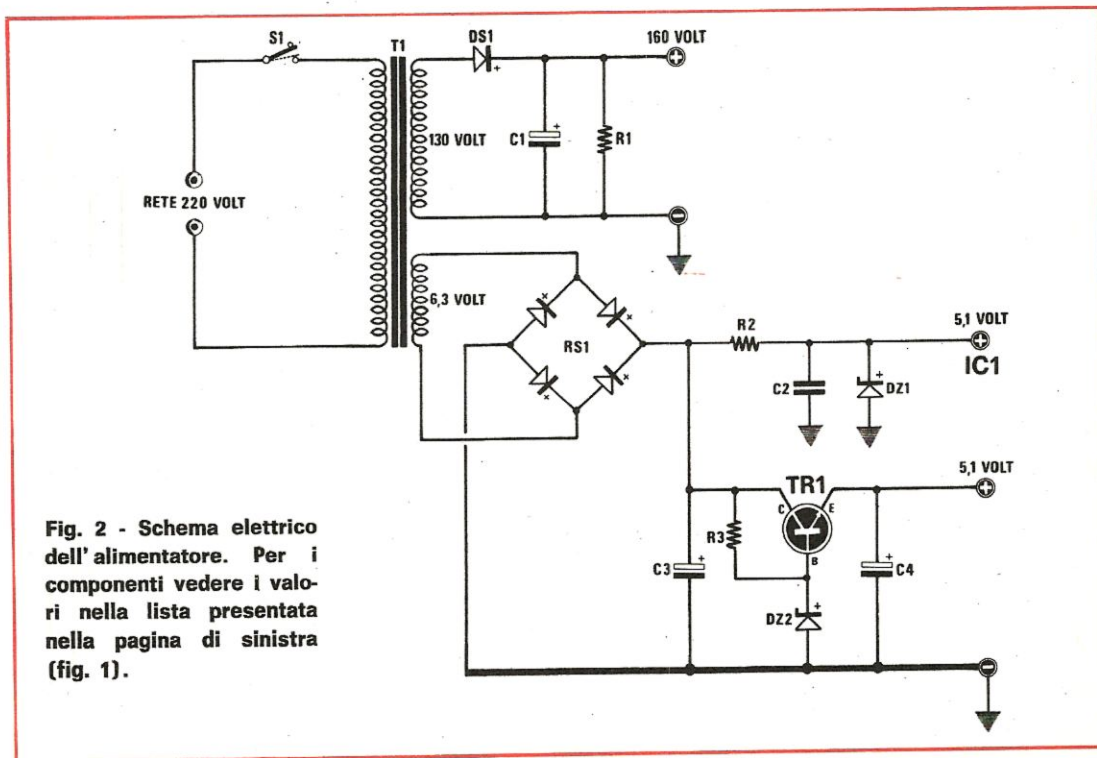 S1
T1
DS1
160 VOLT
130 VOLT
C1
R1
RETE 220 VOLT
6,3 VOLT
RS1
R2
5,1 VOLT
IC1
C2
DZ1
TR1
5,1 VOLT
C
E
B
R3
C3
C4
DZ2
Fig. 2 - Schema elettrico
dell'alimentatore. Per i
componenti vedere i valo-
ri nella lista presentata
nella pagina di sinistra
(fig. 1).